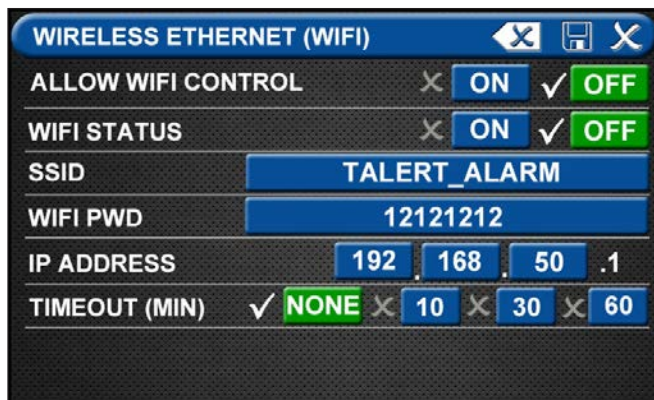 WIRELESS ETHERNET (WIFI)
ALLOW WIFI CONTROL ON OFF
WIFI STATUS ON OFF
SSID TALERT_ALARM
WIFI PWD 12121212
IP ADDRESS 192 . 168 . 50 .1
TIMEOUT (MIN) NONE 10 30 60